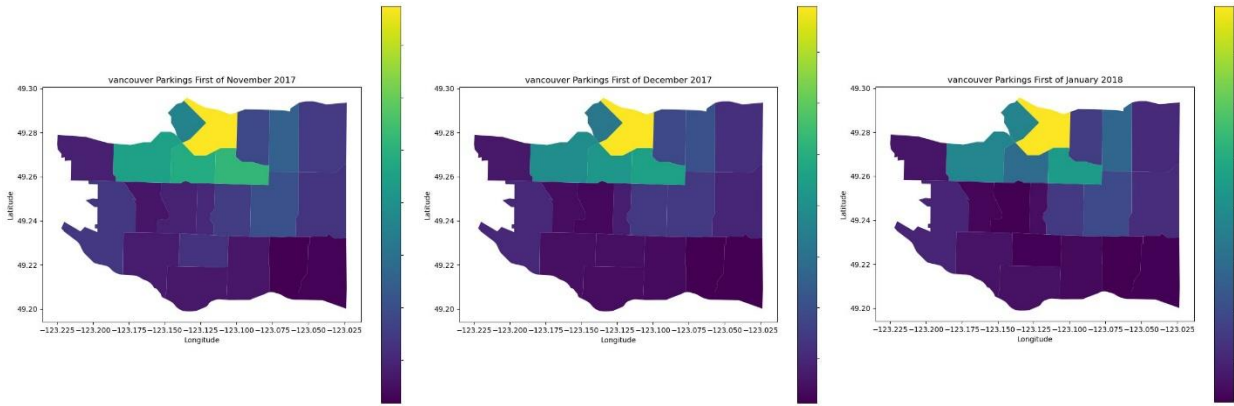 vancouver Parkings First of November 2017
49.30
49.28
49.26
49.24
49.22
49.20
Latitude
−123.225 −123.200 −123.175 −123.150 −123.125 −123.100 −123.075 −123.050 −123.025
Longitude
vancouver Parkings First of December 2017
49.30
49.28
49.26
49.24
49.22
49.20
Latitude
−123.225 −123.200 −123.175 −123.150 −123.125 −123.100 −123.075 −123.050 −123.025
Longitude
vancouver Parkings First of January 2018
49.30
49.28
49.26
49.24
49.22
49.20
Latitude
−123.225 −123.200 −123.175 −123.150 −123.125 −123.100 −123.075 −123.050 −123.025
Longitude